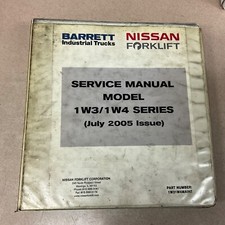 BARRETT
Industrial Trucks
NISSAN
FORKLIFT
SERVICE MANUAL
MODEL
1W3/1W4 SERIES
(July 2005 Issue)
NISSAN FORKLIFT CORPORATION
PART NUMBER: